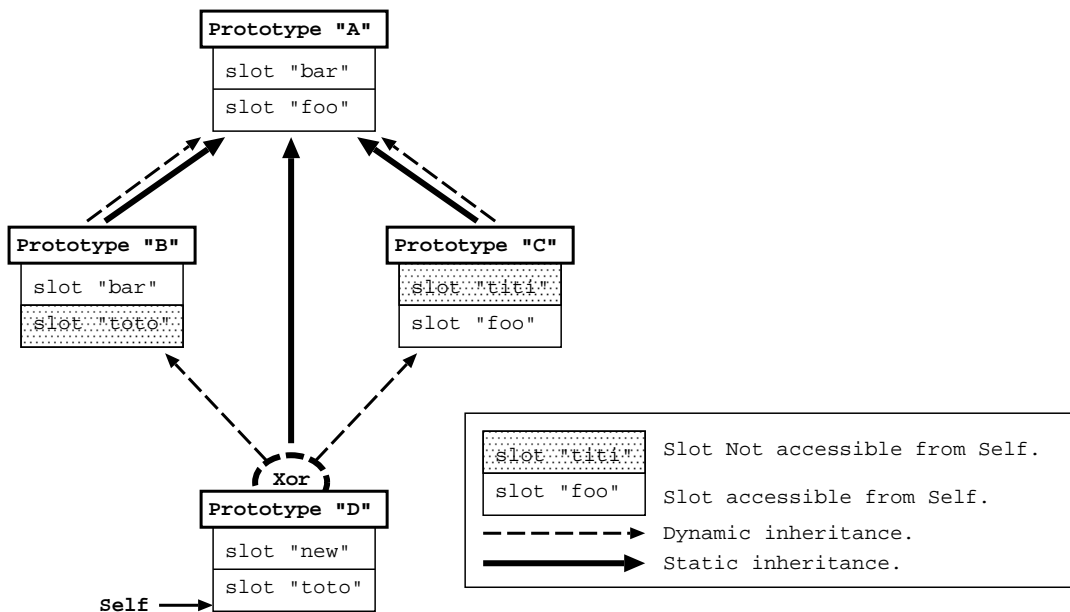 Prototype "A"
slot "bar"
slot "foo"
Prototype "B"
slot "bar"
slot "toto"
Prototype "C"
slot "titi"
slot "foo"
Xor
Prototype "D"
slot "new"
slot "toto"
Self
slot "titi"
Slot Not accessible from Self.
slot "foo"
Slot accessible from Self.
Dynamic inheritance.
Static inheritance.